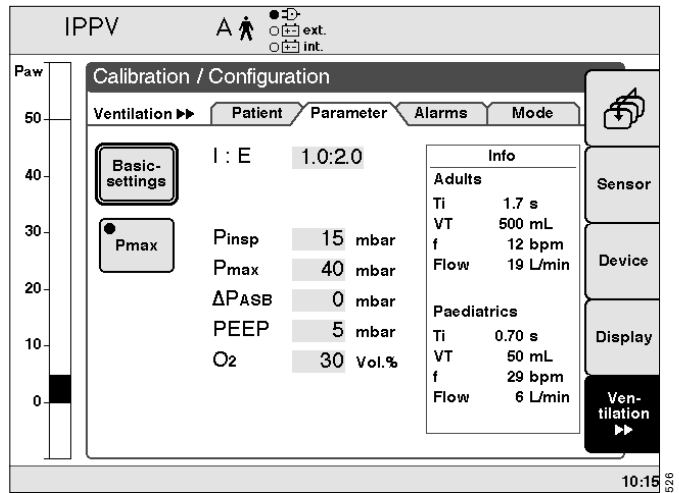 IPPV
A
ext.
int.
Paw
50
40
30
20
10
0
Calibration / Configuration
Ventilation ▶▶ Patient Parameter Alarms Mode
Basic-
settings
Pmax
I : E 1.0:2.0
Pinsp 15 mbar
Pmax 40 mbar
ΔPASB 0 mbar
PEEP 5 mbar
O2 30 Vol.%
Info
Adults
Ti 1.7 s
VT 500 mL
f 12 bpm
Flow 19 L/min
Paediatrics
Ti 0.70 s
VT 50 mL
f 29 bpm
Flow 6 L/min
Sensor
Device
Display
Ven-
tilation
▶▶
10:15
526